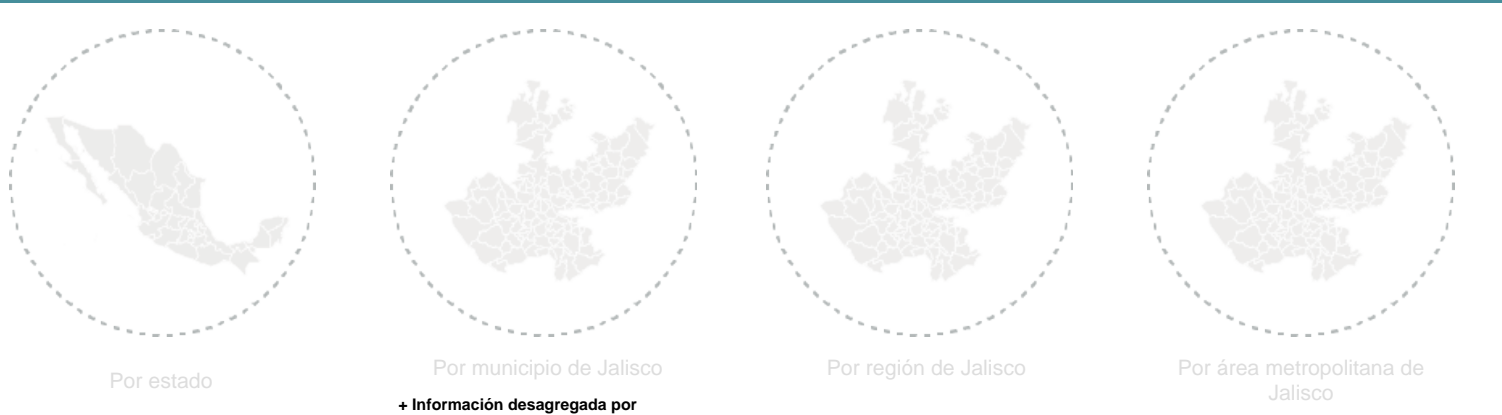 Por estado
Por municipio de Jalisco
Por región de Jalisco
Por área metropolitana de
Jalisco
+ Información desagregada por